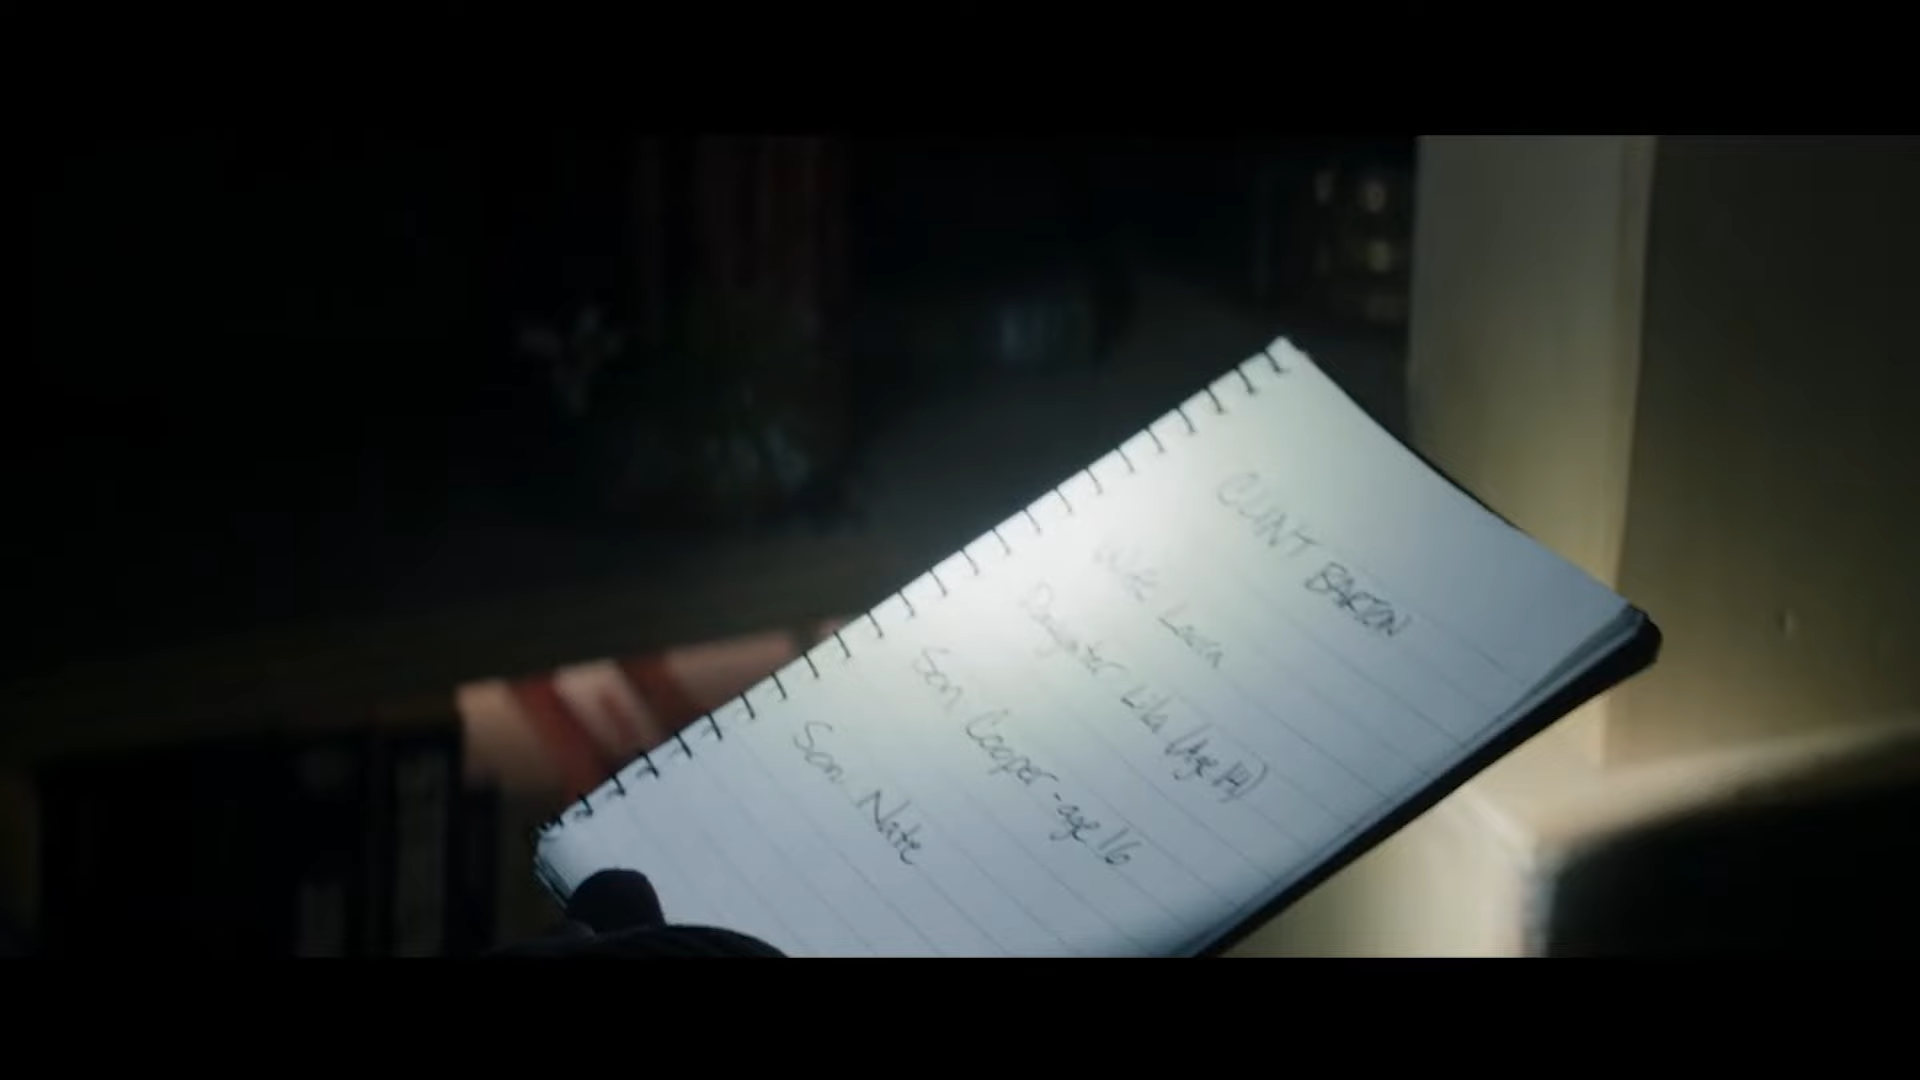 CLINT BARTON
Wife Laura
Daughter Lila (Age 14)
Son Cooper - age 16
Son Nate